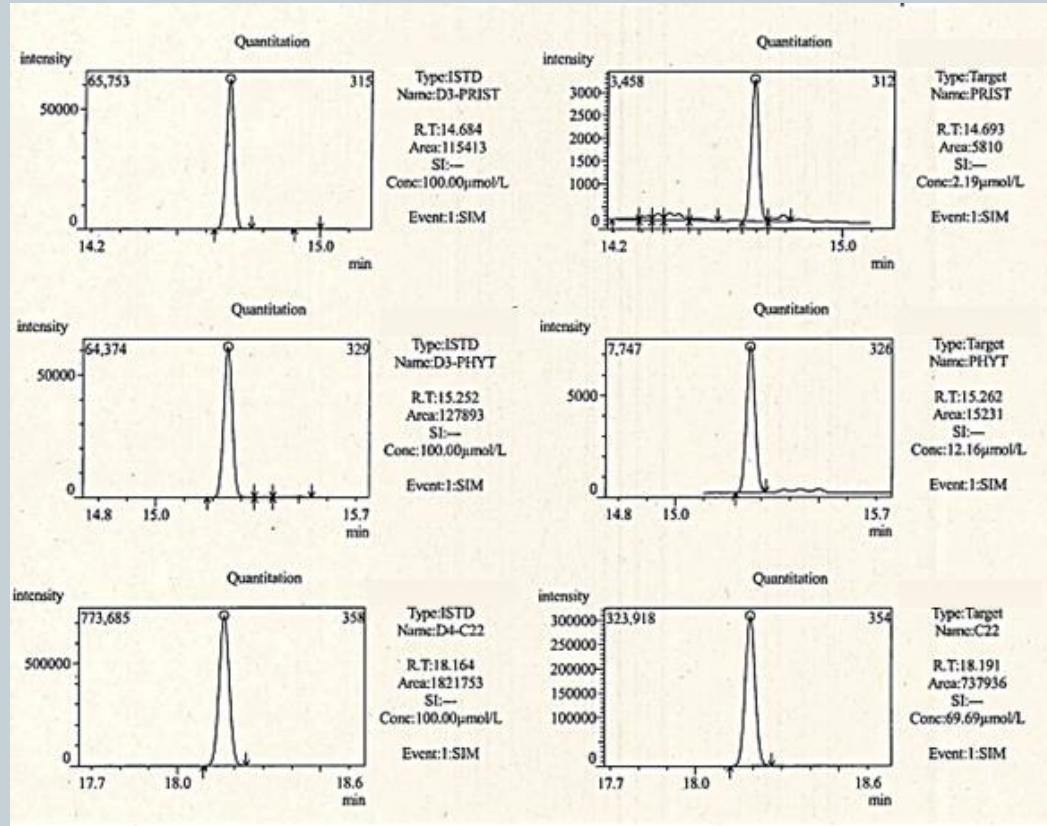 Quantitation
intensity
65,753
315
50000
0
14.2
15.0
min
Type:ISTD
Name:D3-PRIST
R.T:14.684
Area:115413
SI:---
Conc:100.00µmol/L
Event:1:SIM
Quantitation
intensity
3,458
312
3000
2500
2000
1500
1000
0
14.2
15.0
min
Type:Target
Name:PRIST
R.T:14.693
Area:5810
SI:---
Conc:2.19µmol/L
Event:1:SIM
Quantitation
intensity
64,374
329
50000
0
14.8
15.0
15.7
min
Type:ISTD
Name:D3-PHYT
R.T:15.252
Area:127893
SI:---
Conc:100.00µmol/L
Event:1:SIM
Quantitation
intensity
7,747
326
5000
0
14.8
15.0
15.7
min
Type:Target
Name:PHYT
R.T:15.262
Area:15231
SI:---
Conc:12.16µmol/L
Event:1:SIM
Quantitation
intensity
773,685
358
500000
0
17.7
18.0
18.6
min
Type:ISTD
Name:D4-C22
R.T:18.164
Area:1821753
SI:---
Conc:100.00µmol/L
Event:1:SIM
Quantitation
intensity
323,918
354
300000
250000
200000
150000
100000
0
17.7
18.0
18.6
min
Type:Target
Name:C22
R.T:18.191
Area:737936
SI:---
Conc:69.69µmol/L
Event:1:SIM